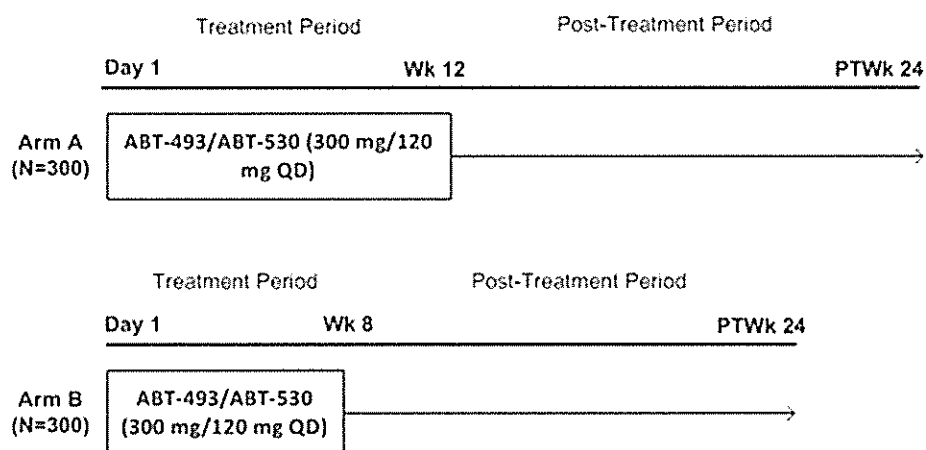 Treatment Period Post-Treatment Period
Day 1 Wk 12 PTWk 24
Arm A
(N=300)
ABT-493/ABT-530 (300 mg/120
mg QD)
Treatment Period Post-Treatment Period
Day 1 Wk 8 PTWk 24
Arm B
(N=300)
ABT-493/ABT-530
(300 mg/120 mg QD)